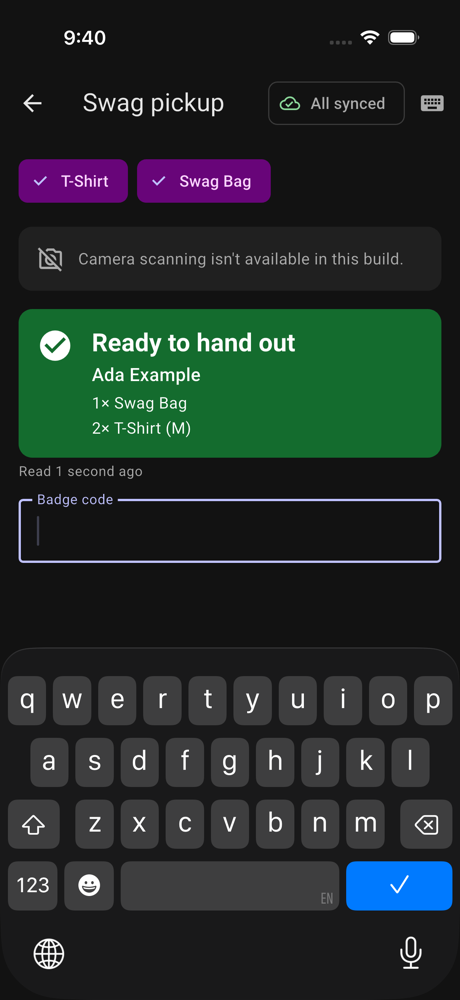 9:40
Swag pickup
All synced
T-Shirt
Swag Bag
Camera scanning isn't available in this build.
Ready to hand out
Ada Example
1× Swag Bag
2× T-Shirt (M)
Read 1 second ago
Badge code
q w e r t y u i o p
a s d f g h j k l
z x c v b n m
123
EN